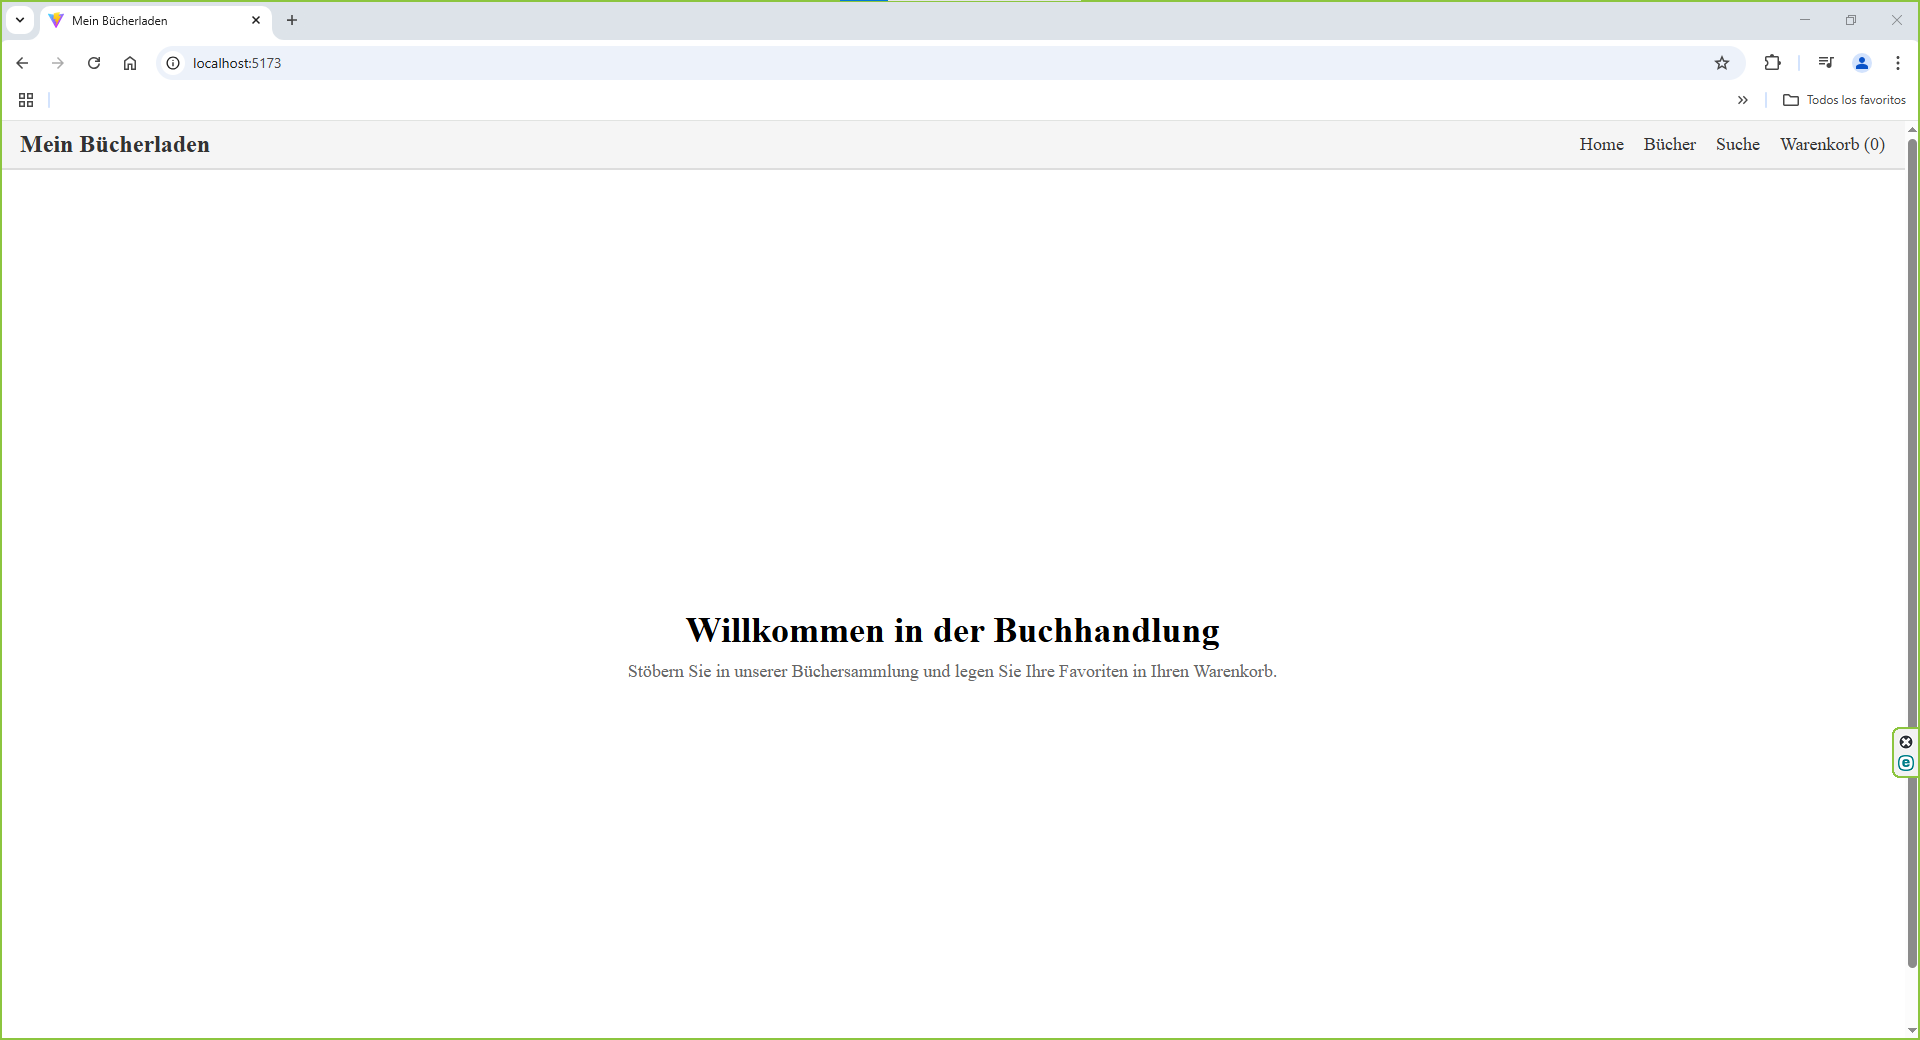 Mein Bücherladen
localhost:5173
Todos los favoritos
Mein Bücherladen
Home Bücher Suche Warenkorb (0)
Willkommen in der Buchhandlung
Stöbern Sie in unserer Büchersammlung und legen Sie Ihre Favoriten in Ihren Warenkorb.